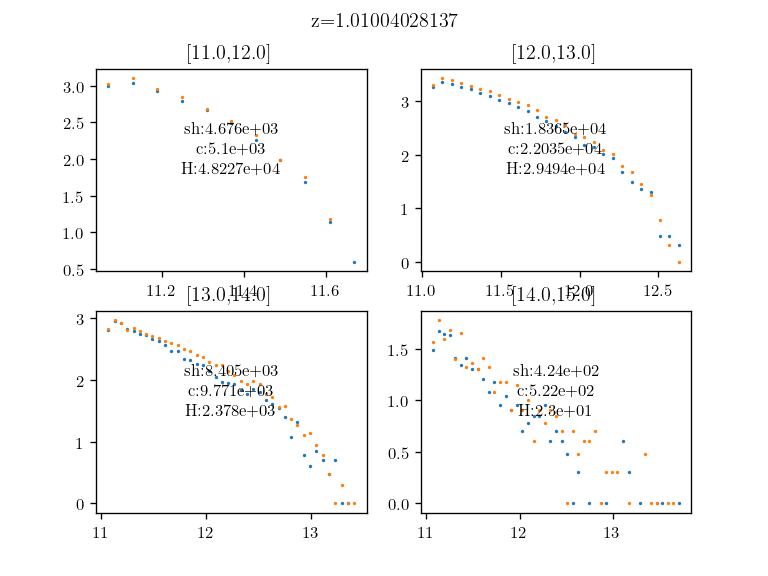 z=1.01004028137
[11.0,12.0]
[12.0,13.0]
3.0
2.5
2.0
1.5
1.0
0.5
sh:4.676e+03
c:5.1e+03
H:4.8227e+04
11.2
11.4
11.6
3
2
1
0
sh:1.8365e+04
c:2.2035e+04
H:2.9494e+04
11.0
11.5
12.0
12.5
[13.0,14.0]
[14.0,15.0]
3
2
1
0
sh:8.405e+03
c:9.771e+03
H:2.378e+03
11
12
13
1.5
1.0
0.5
0.0
sh:4.24e+02
c:5.22e+02
H:2.3e+01
11
12
13